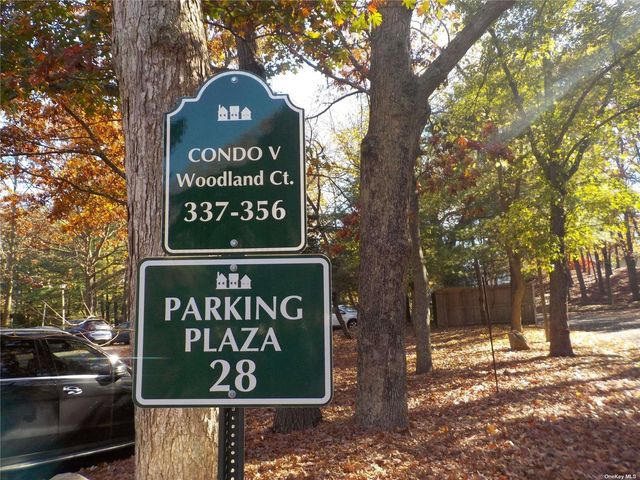 CONDO V
Woodland Ct.
337-356
PARKING
PLAZA
28
OneKey MLS